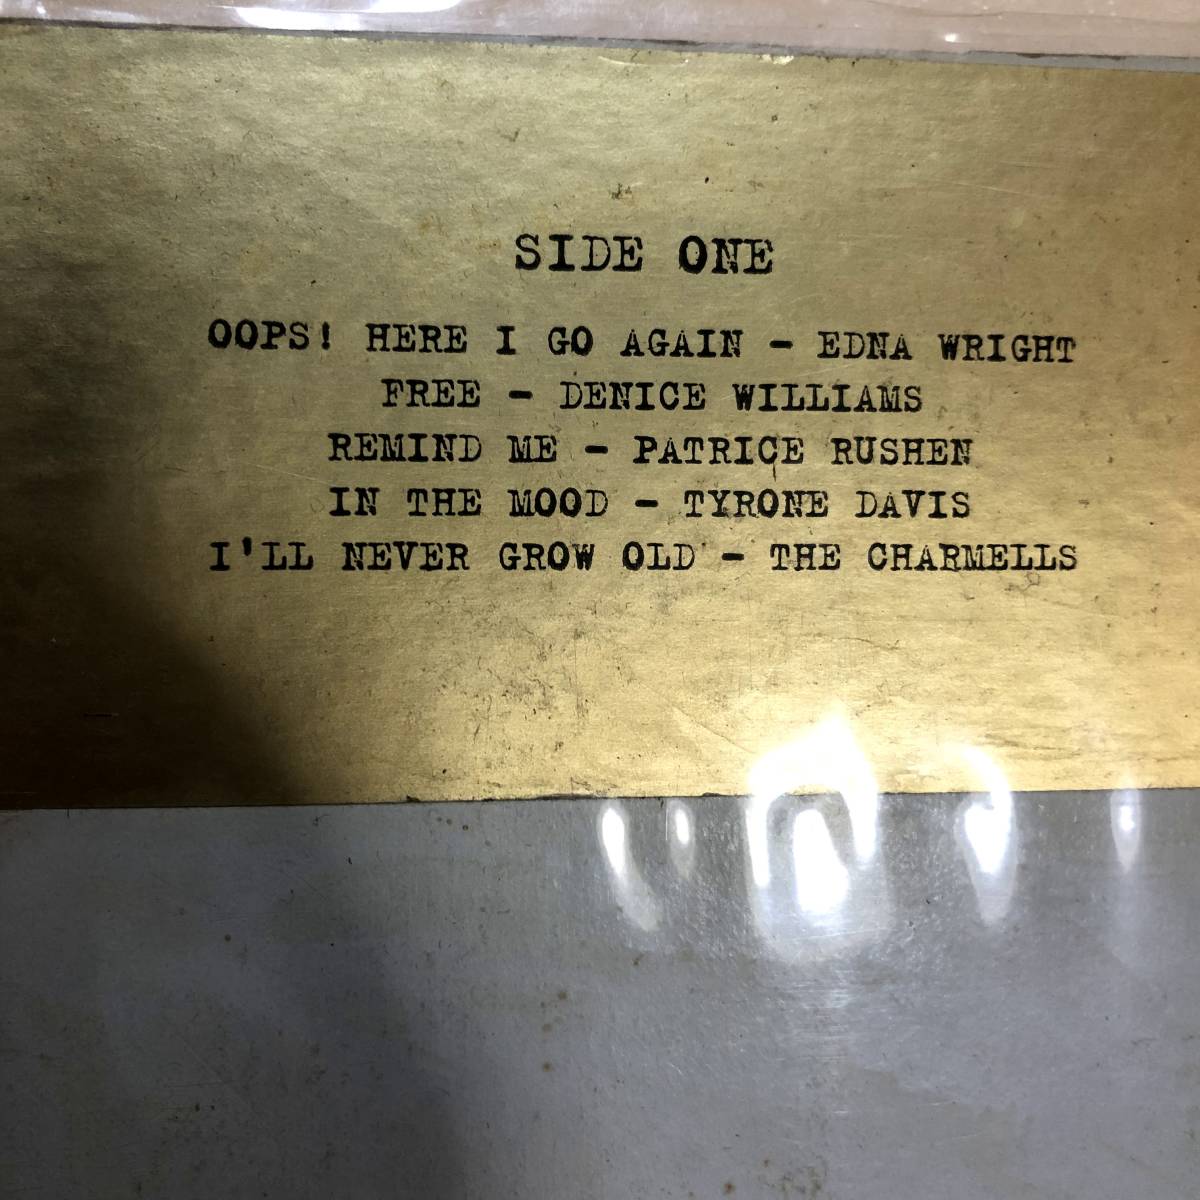 SIDE ONE
OOPS! HERE I GO AGAIN - EDNA WRIGHT
FREE - DENICE WILLIAMS
REMIND ME - PATRICE RUSHEN
IN THE MOOD - TYRONE DAVIS
I'LL NEVER GROW OLD - THE CHARMELLS